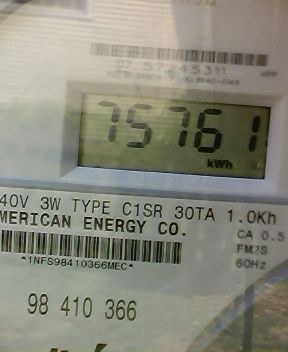 75761
kWh
40V 3W TYPE C1SR 30TA 1.0Kh
MERICAN ENERGY CO.
CA 0.5
FM2S
60Hz
*1NFS98410366MEC*
98 410 366